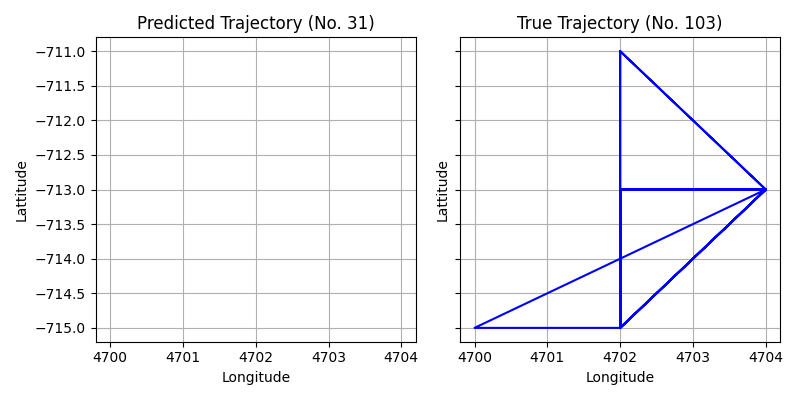 Predicted Trajectory (No. 31)
Lattitude
−711.0
−711.5
−712.0
−712.5
−713.0
−713.5
−714.0
−714.5
−715.0
4700 4701 4702 4703 4704
Longitude
True Trajectory (No. 103)
Lattitude
4700 4701 4702 4703 4704
Longitude